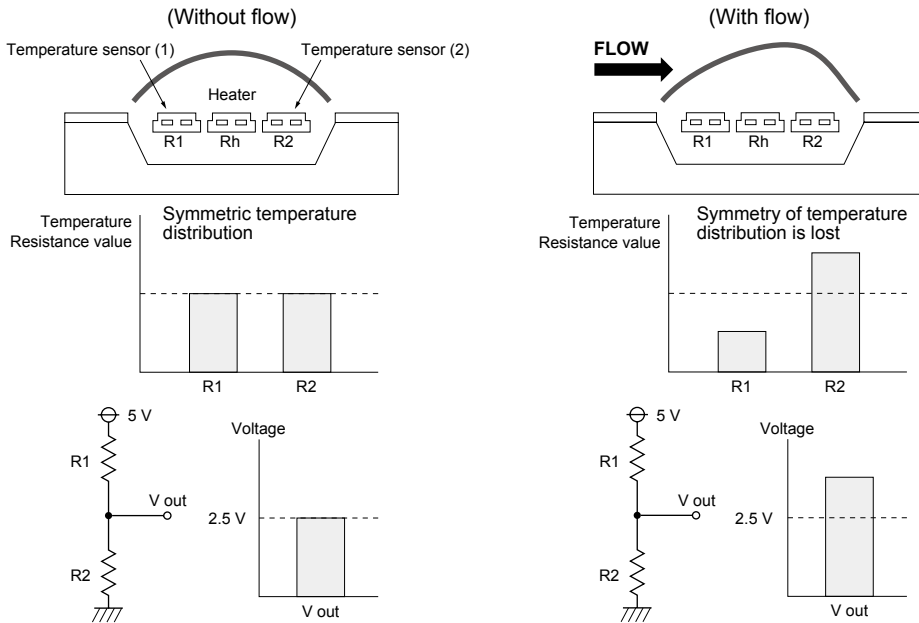 (Without flow)
Temperature sensor (1)
Temperature sensor (2)
Heater
R1
Rh
R2
Temperature
Resistance value
Symmetric temperature
distribution
R1
R2
5 V
R1
V out
R2
Voltage
2.5 V
V out
(With flow)
FLOW
R1
Rh
R2
Temperature
Resistance value
Symmetry of temperature
distribution is lost
R1
R2
5 V
R1
V out
R2
Voltage
2.5 V
V out